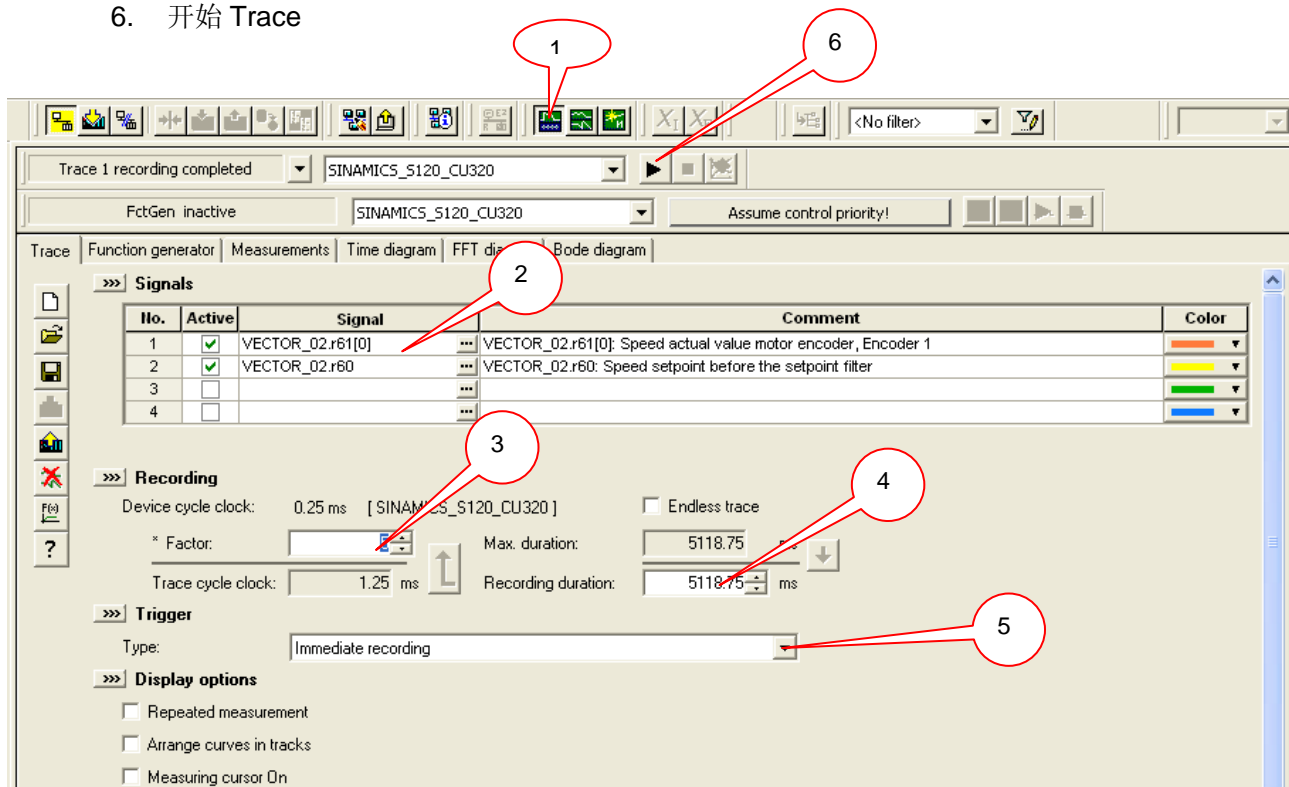 6. 开始 Trace
1
6
<No filter>
Trace 1 recording completed SINAMICS_S120_CU320
FctGen inactive SINAMICS_S120_CU320 Assume control priority!
Trace Function generator Measurements Time diagram FFT Bode diagram
2
Signals
No. Active Signal Comment Color
1 VECTOR_02.r61[0] ... VECTOR_02.r61[0]: Speed actual value motor encoder, Encoder 1
2 VECTOR_02.r60 ... VECTOR_02.r60: Speed setpoint before the setpoint filter
3 ...
4 ...
3
4
Recording
Device cycle clock: 0.25 ms [ SINAMICS_S120_CU320 ] Endless trace
* Factor: Max. duration: 5118.75 ms
Trace cycle clock: 1.25 ms Recording duration: 5118.75 ms
5
Trigger
Type: Immediate recording
Display options
Repeated measurement
Arrange curves in tracks
Measuring cursor On